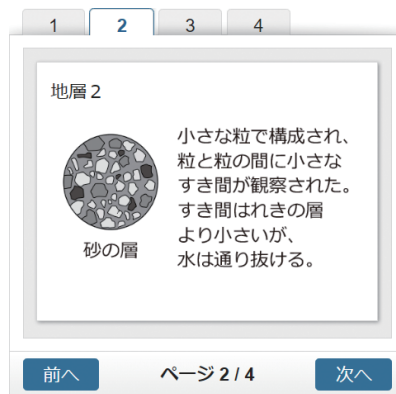 1 2 3 4
地層2
小さな粒で構成され、
粒と粒の間に小さな
すき間が観察された。
すき間はれきの層
より小さいが、
水は通り抜ける。
砂の層
前へ ページ 2 / 4 次へ